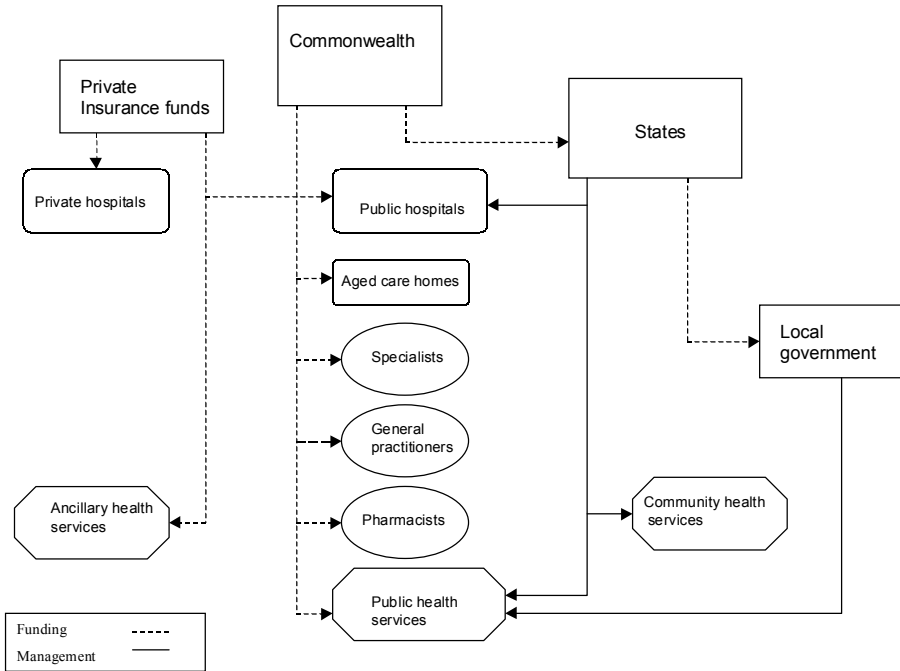 Commonwealth
Private
Insurance funds
States
Private hospitals
Public hospitals
Aged care homes
Local
government
Specialists
General
practitioners
Ancillary health
services
Pharmacists
Community health
services
Public health
services
Funding
Management